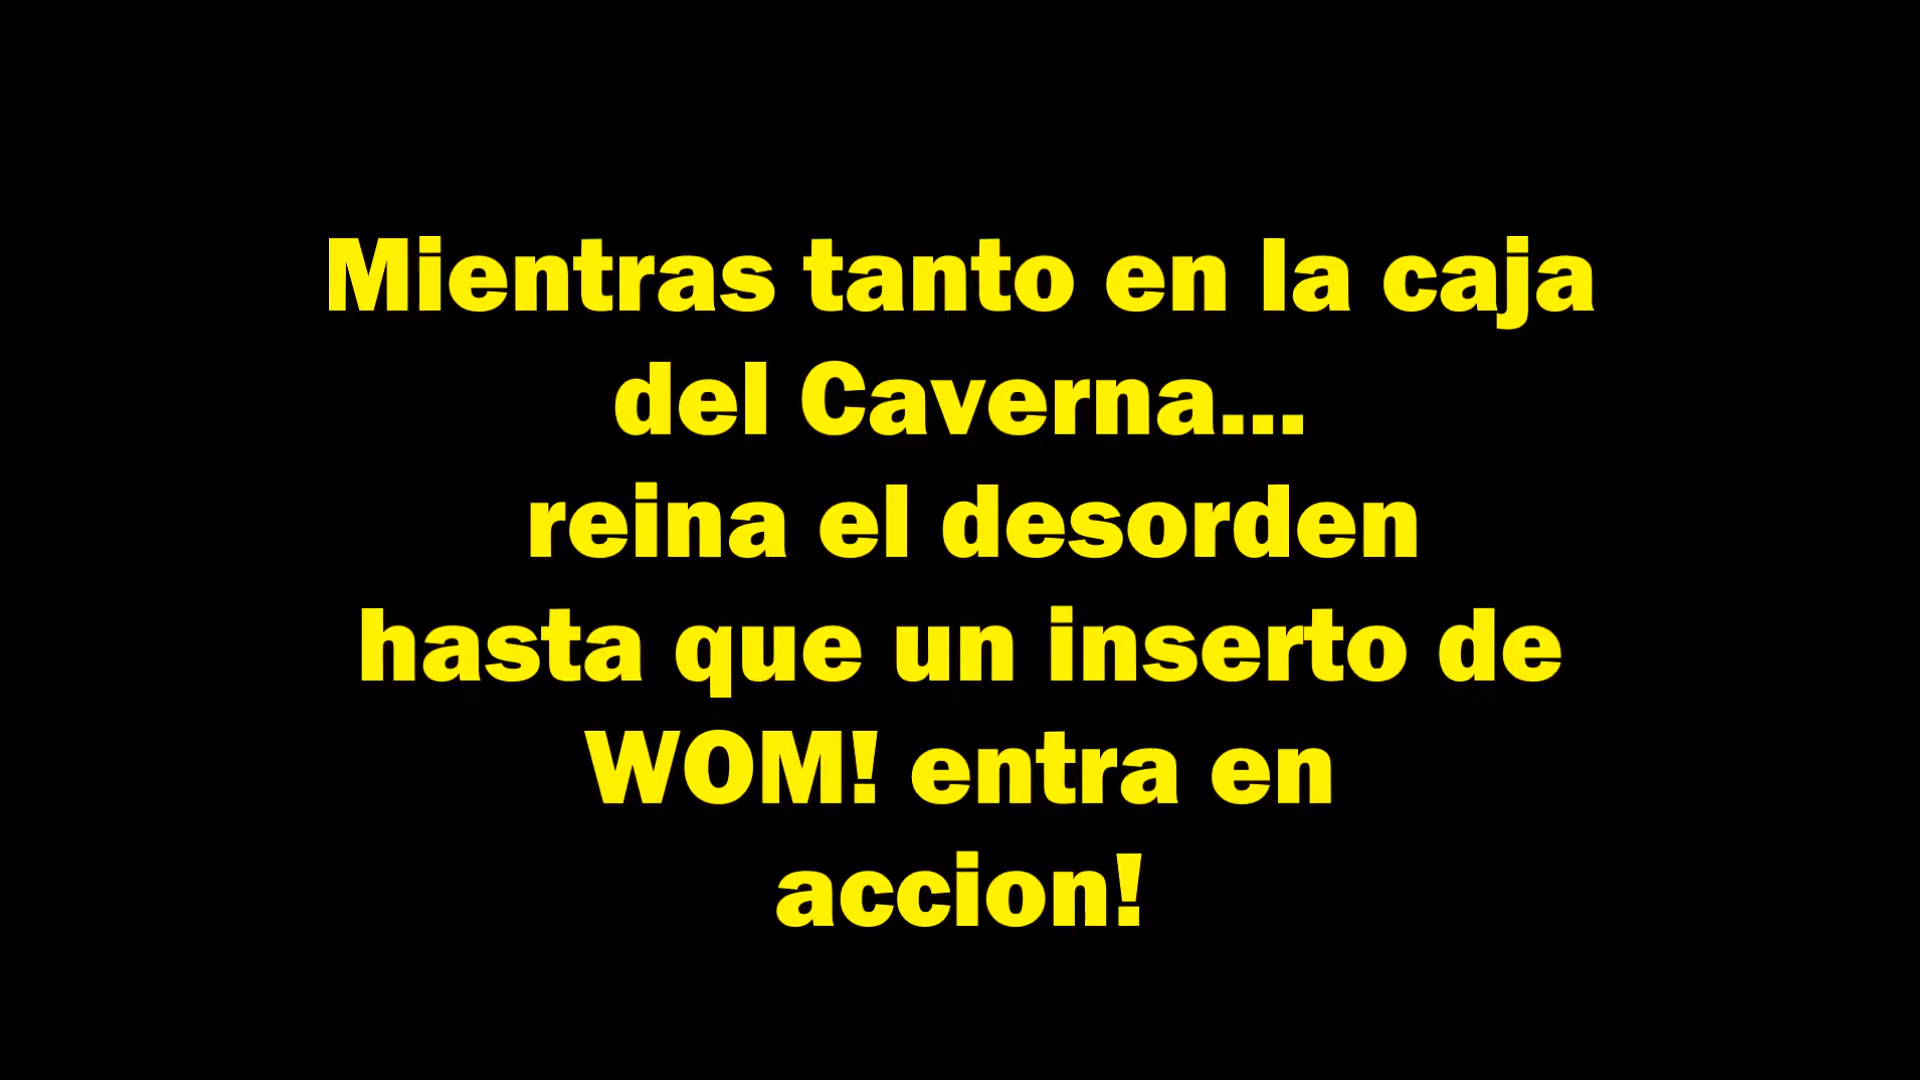 Mientras tanto en la caja
del Caverna...
reina el desorden
hasta que un inserto de
WOM! entra en
accion!